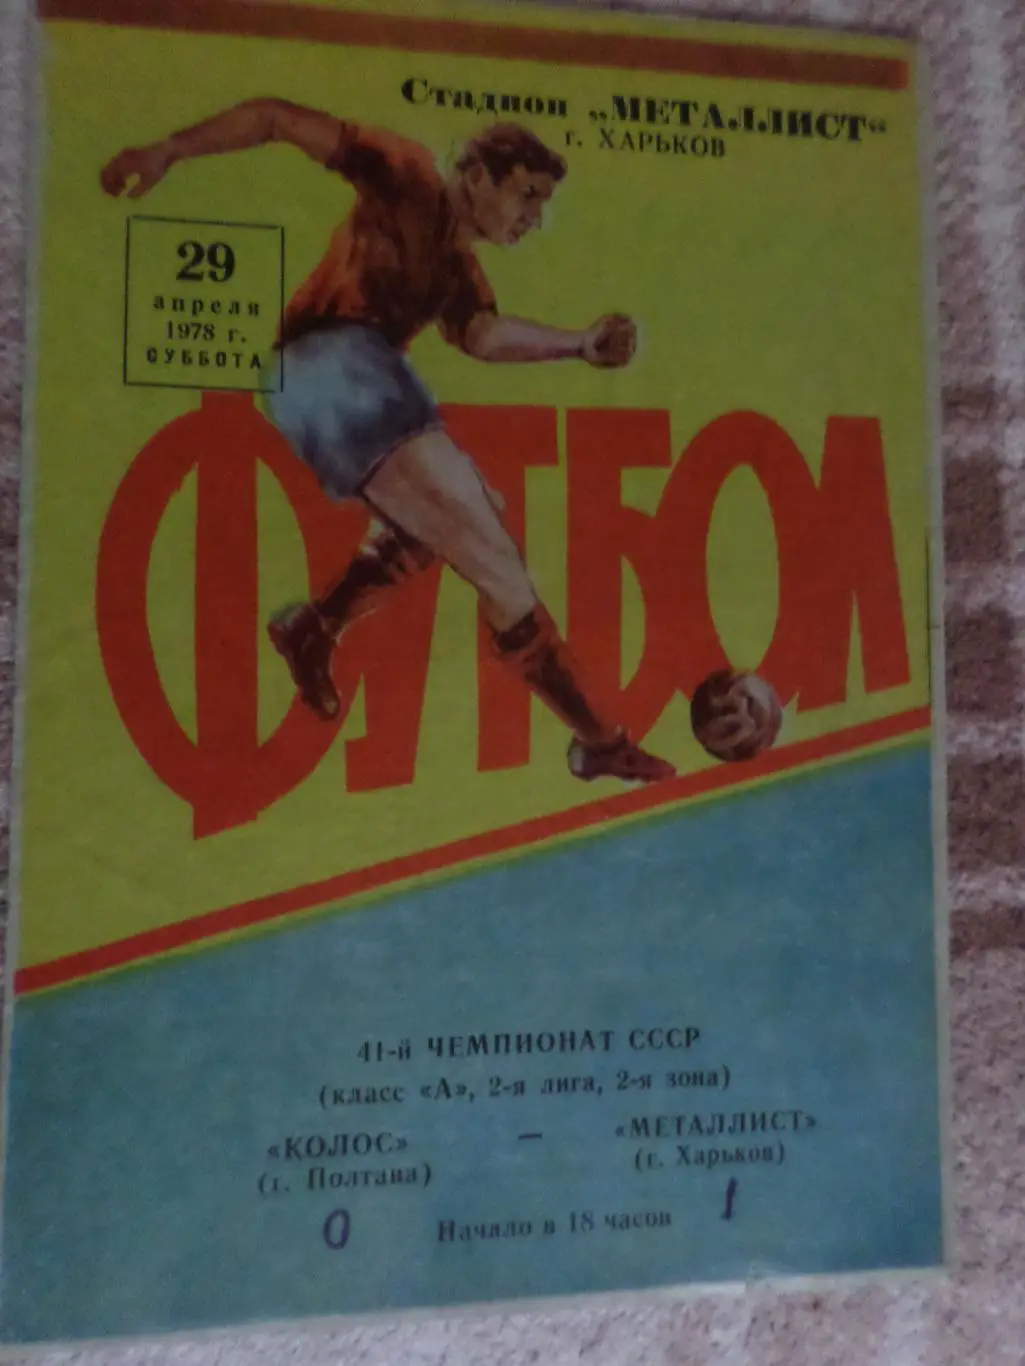 Стадион „МЕТАЛЛИСТ“
г. ХАРЬКОВ
29
апреля
1978 г.
СУББОТА
ФУТБОЛ
41-й ЧЕМПИОНАТ СССР
(класс «А», 2-я лига, 2-я зона)
«КОЛОС» — «МЕТАЛЛИСТ»
(г. Полтава) (г. Харьков)
0 Начало в 18 часов 1